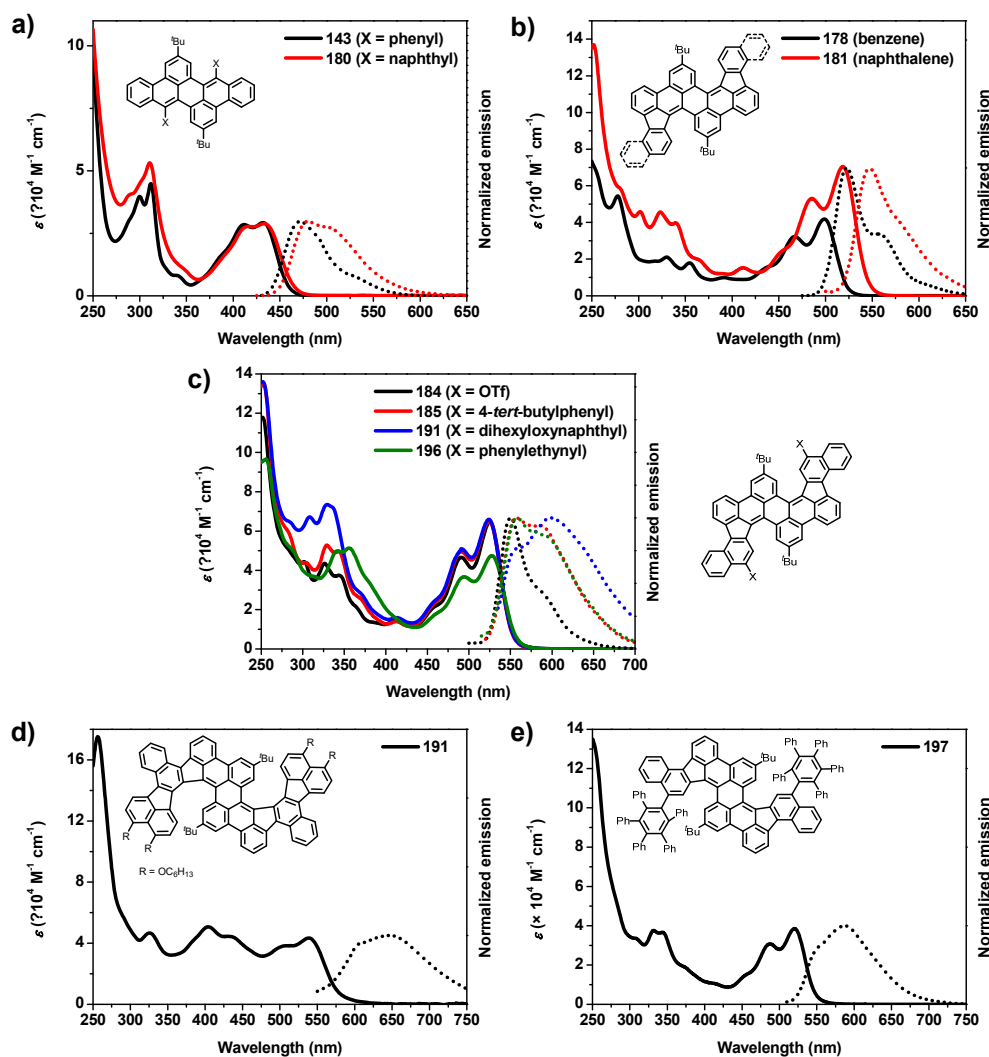 a)
143 (X = phenyl)
180 (X = naphthyl)
ε (?10⁴ M⁻¹ cm⁻¹)
10
5
0
X
ᵗBu
X
ᵗBu
250 300 350 400 450 500 550 600 650
Wavelength (nm)
Normalized emission
b)
178 (benzene)
181 (naphthalene)
ε (?10⁴ M⁻¹ cm⁻¹)
14
12
10
8
6
4
2
0
ᵗBu
ᵗBu
250 300 350 400 450 500 550 600 650
Wavelength (nm)
Normalized emission
c)
184 (X = OTf)
185 (X = 4-tert-butylphenyl)
191 (X = dihexyloxynaphthyl)
196 (X = phenylethynyl)
ε (?10⁴ M⁻¹ cm⁻¹)
14
12
10
8
6
4
2
0
250 300 350 400 450 500 550 600 650 700
Wavelength (nm)
Normalized emission
X
ᵗBu
ᵗBu
X
d)
191
ε (?10⁴ M⁻¹ cm⁻¹)
16
12
8
4
0
R
R
ᵗBu
ᵗBu
R
R
R = OC₆H₁₃
250 300 350 400 450 500 550 600 650 700 750
Wavelength (nm)
Normalized emission
e)
197
ε (× 10⁴ M⁻¹ cm⁻¹)
14
12
10
8
6
4
2
0
Ph
Ph
ᵗBu
Ph
Ph
Ph
Ph
Ph
Ph
Ph
Ph
ᵗBu
250 300 350 400 450 500 550 600 650 700 750
Wavelength (nm)
Normalized emission